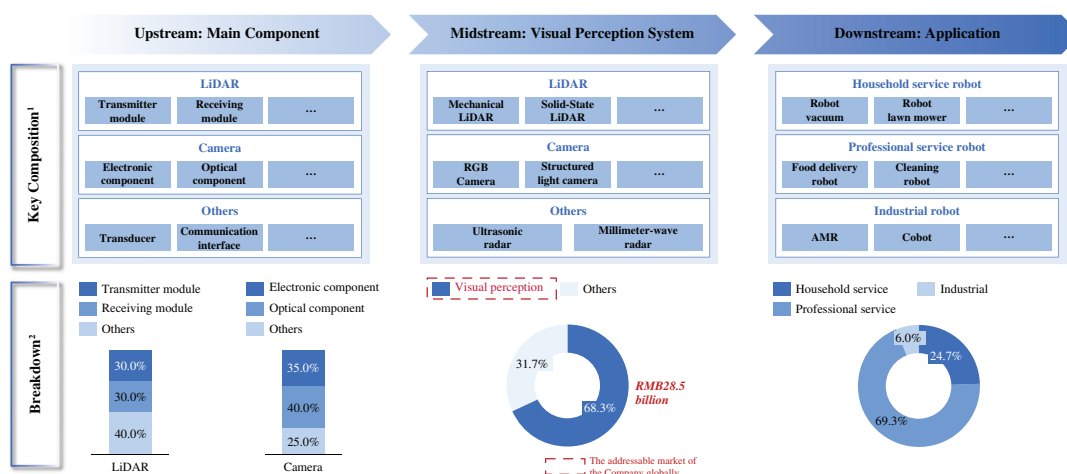 Upstream: Main Component
Midstream: Visual Perception System
Downstream: Application
Key Composition1
LiDAR
Transmitter
module
Receiving
module
...
Camera
Electronic
component
Optical
component
...
Others
Transducer
Communication
interface
...
LiDAR
Mechanical
LiDAR
Solid-State
LiDAR
...
Camera
RGB
Camera
Structured
light camera
...
Others
Ultrasonic
radar
Millimeter-wave
radar
Household service robot
Robot
vacuum
Robot
lawn mower
...
Professional service robot
Food delivery
robot
Cleaning
robot
...
Industrial robot
AMR
Cobot
...
Breakdown2
Transmitter module
Receiving module
Others
30.0%
30.0%
40.0%
LiDAR
Electronic component
Optical component
Others
35.0%
40.0%
25.0%
Camera
Visual perception
Others
31.7%
68.3%
RMB28.5
billion
The addressable market of
the Company globally
Household service
Industrial
Professional service
6.0%
24.7%
69.3%